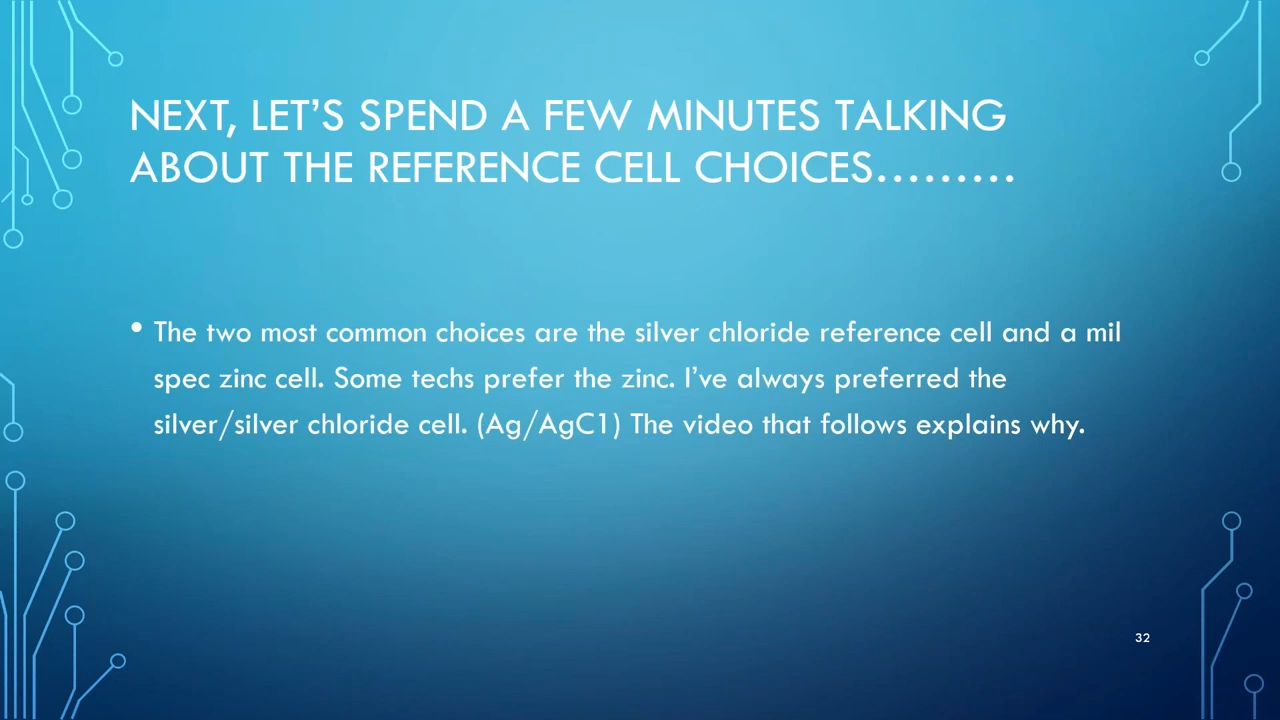 NEXT, LET’S SPEND A FEW MINUTES TALKING
ABOUT THE REFERENCE CELL CHOICES.........
• The two most common choices are the silver chloride reference cell and a mil
spec zinc cell. Some techs prefer the zinc. I’ve always preferred the
silver/silver chloride cell. (Ag/AgC1) The video that follows explains why.
32